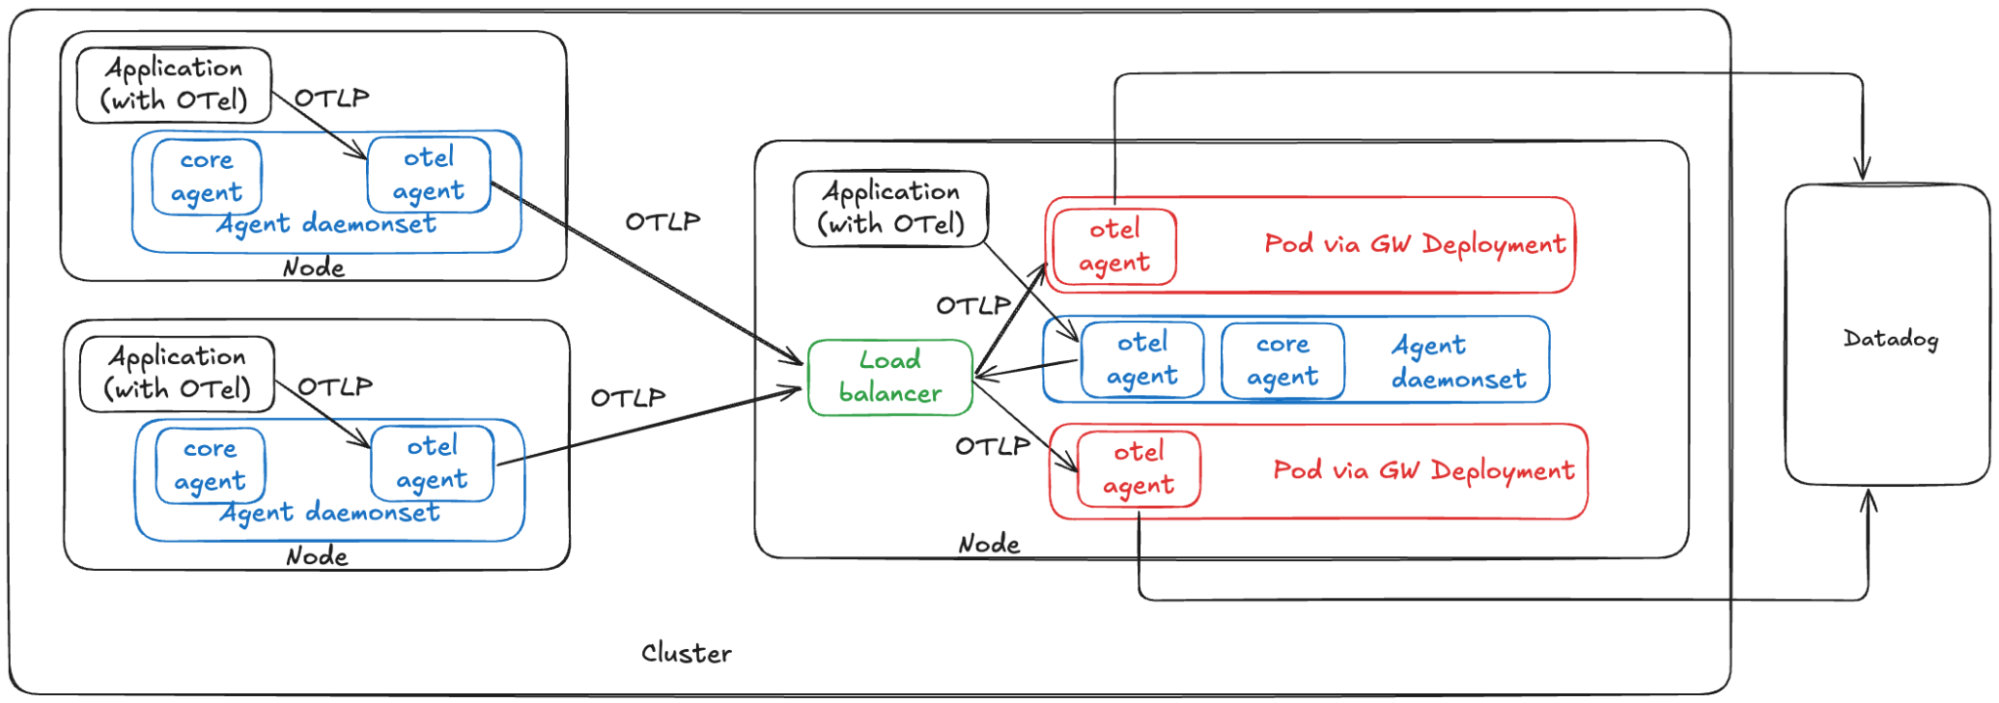 Application
(with OTel)
OTLP
core
agent
otel
agent
Agent daemonset
Node
Application
(with OTel)
OTLP
core
agent
otel
agent
Agent daemonset
Node
OTLP
OTLP
Load
balancer
Application
(with OTel)
OTLP
OTLP
otel
agent
Pod via GW Deployment
otel
agent
core
agent
Agent
daemonset
otel
agent
Pod via GW Deployment
Node
Datadog
Cluster